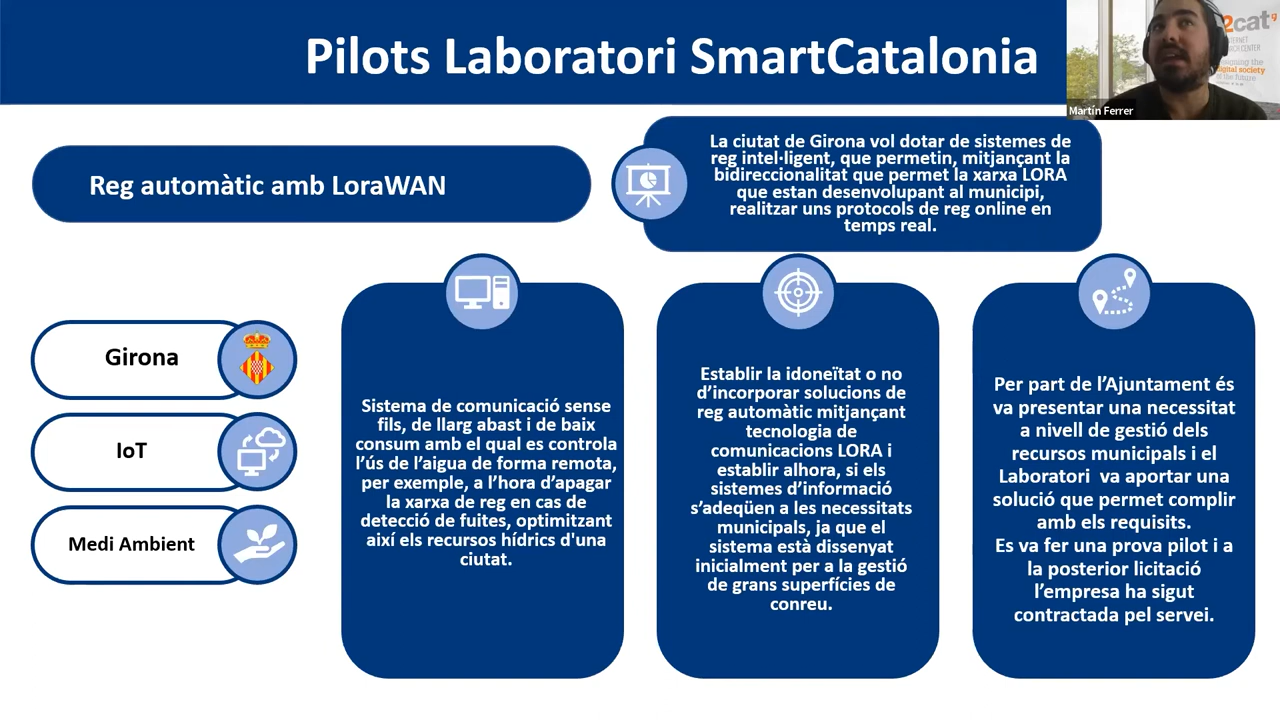 Pilots Laboratori SmartCatalonia
2cat
digital society
of the future
Martín Ferrer
Reg automàtic amb LoraWAN
La ciutat de Girona vol dotar de sistemes de
reg intel·ligent, que permetin, mitjançant la
bidireccionalitat que permet la xarxa LORA
que estan desenvolupant al municipi,
realitzar uns protocols de reg online en
temps real.
Girona
IoT
Medi Ambient
Sistema de comunicació sense
fils, de llarg abast i de baix
consum amb el qual es controla
l'ús de l'aigua de forma remota,
per exemple, a l'hora d'apagar
la xarxa de reg en cas de
detecció de fuites, optimitzant
així els recursos hídrics d'una
ciutat.
Establir la idoneïtat o no
d'incorporar solucions de
reg automàtic mitjançant
tecnologia de
comunicacions LORA i
establir alhora, si els
sistemes d'informació
s'adeqüen a les necessitats
municipals, ja que el
sistema està dissenyat
inicialment per a la gestió
de grans superfícies de
conreu.
Per part de l'Ajuntament és
va presentar una necessitat
a nivell de gestió dels
recursos municipals i el
Laboratori va aportar una
solució que permet complir
amb els requisits.
Es va fer una prova pilot i a
la posterior licitació
l'empresa ha sigut
contractada pel servei.